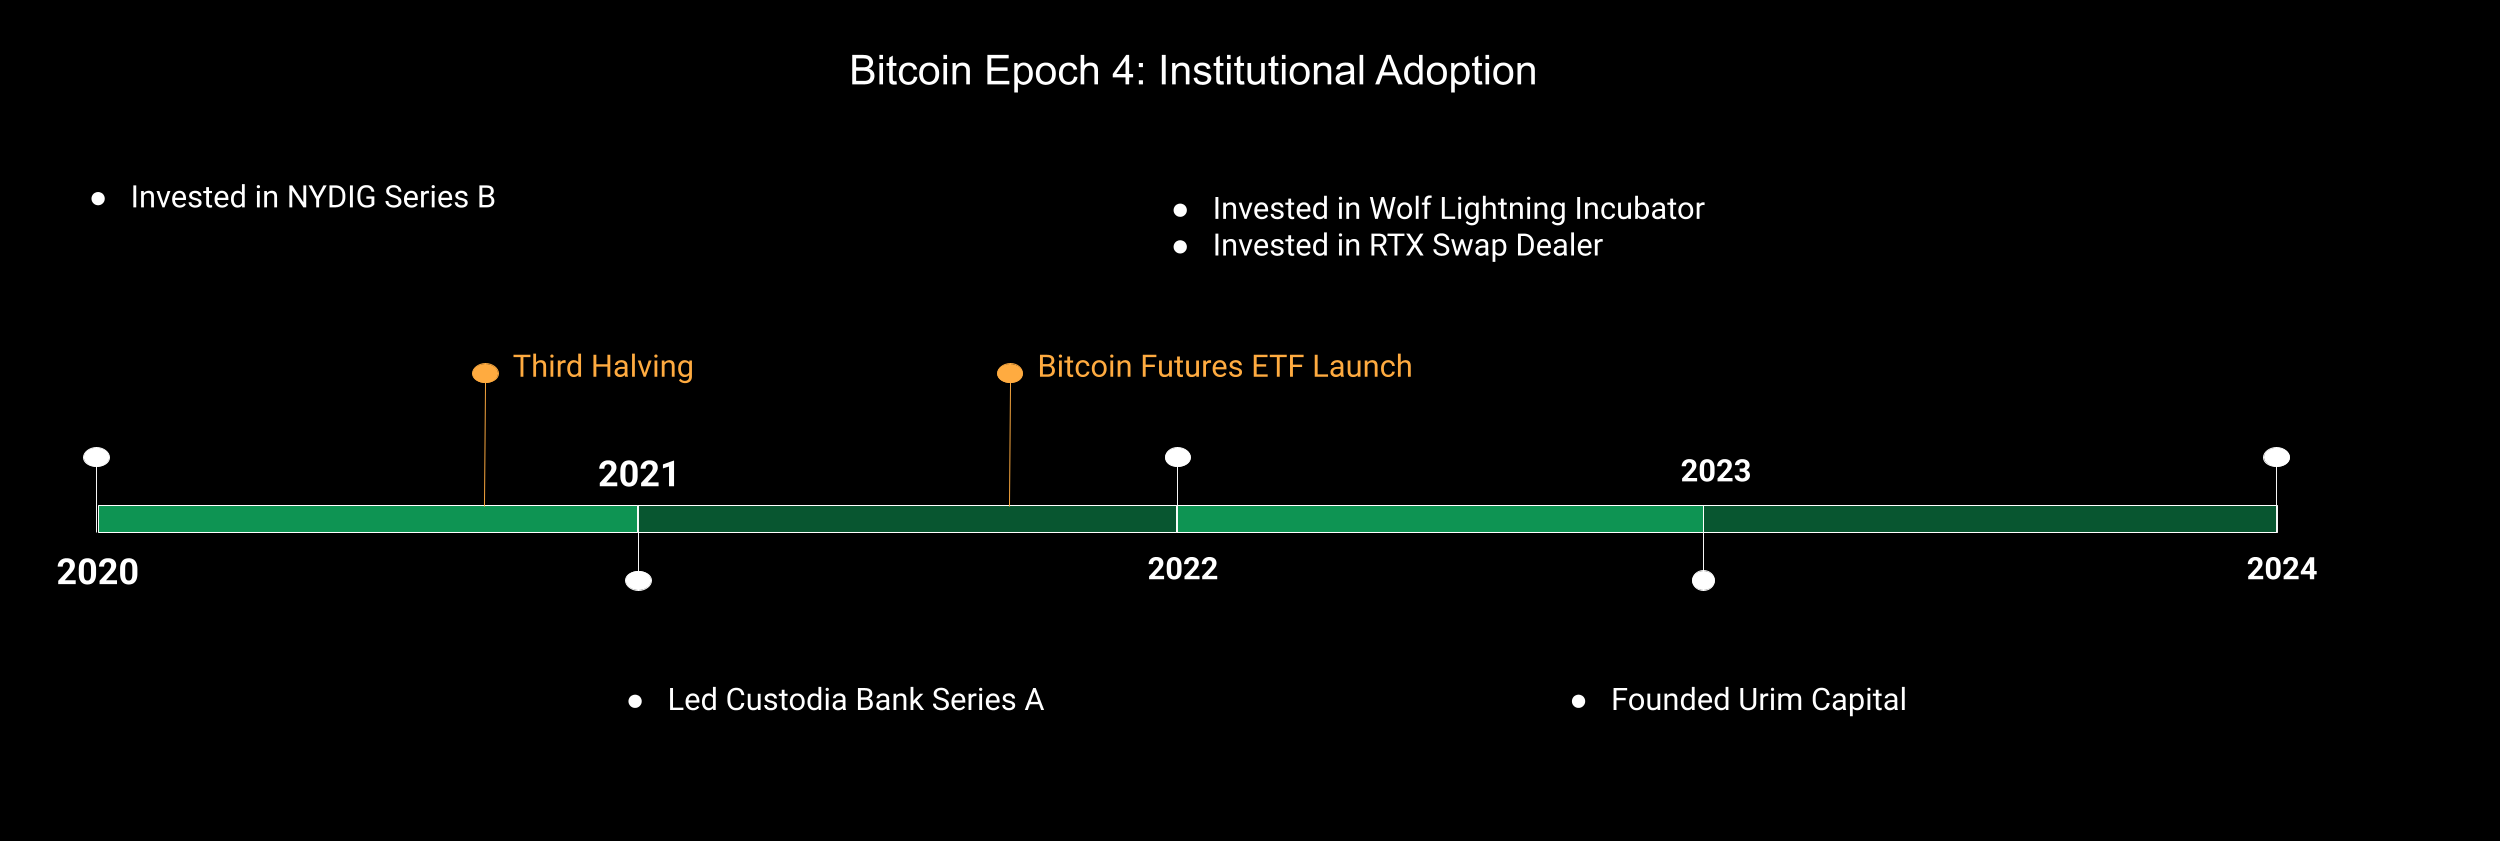 Bitcoin Epoch 4: Institutional Adoption
Invested in NYDIG Series B
Invested in Wolf Lightning Incubator
Invested in RTX Swap Dealer
Third Halving
Bitcoin Futures ETF Launch
2021
2023
2020
2022
2024
Led Custodia Bank Series A
Founded Urim Capital